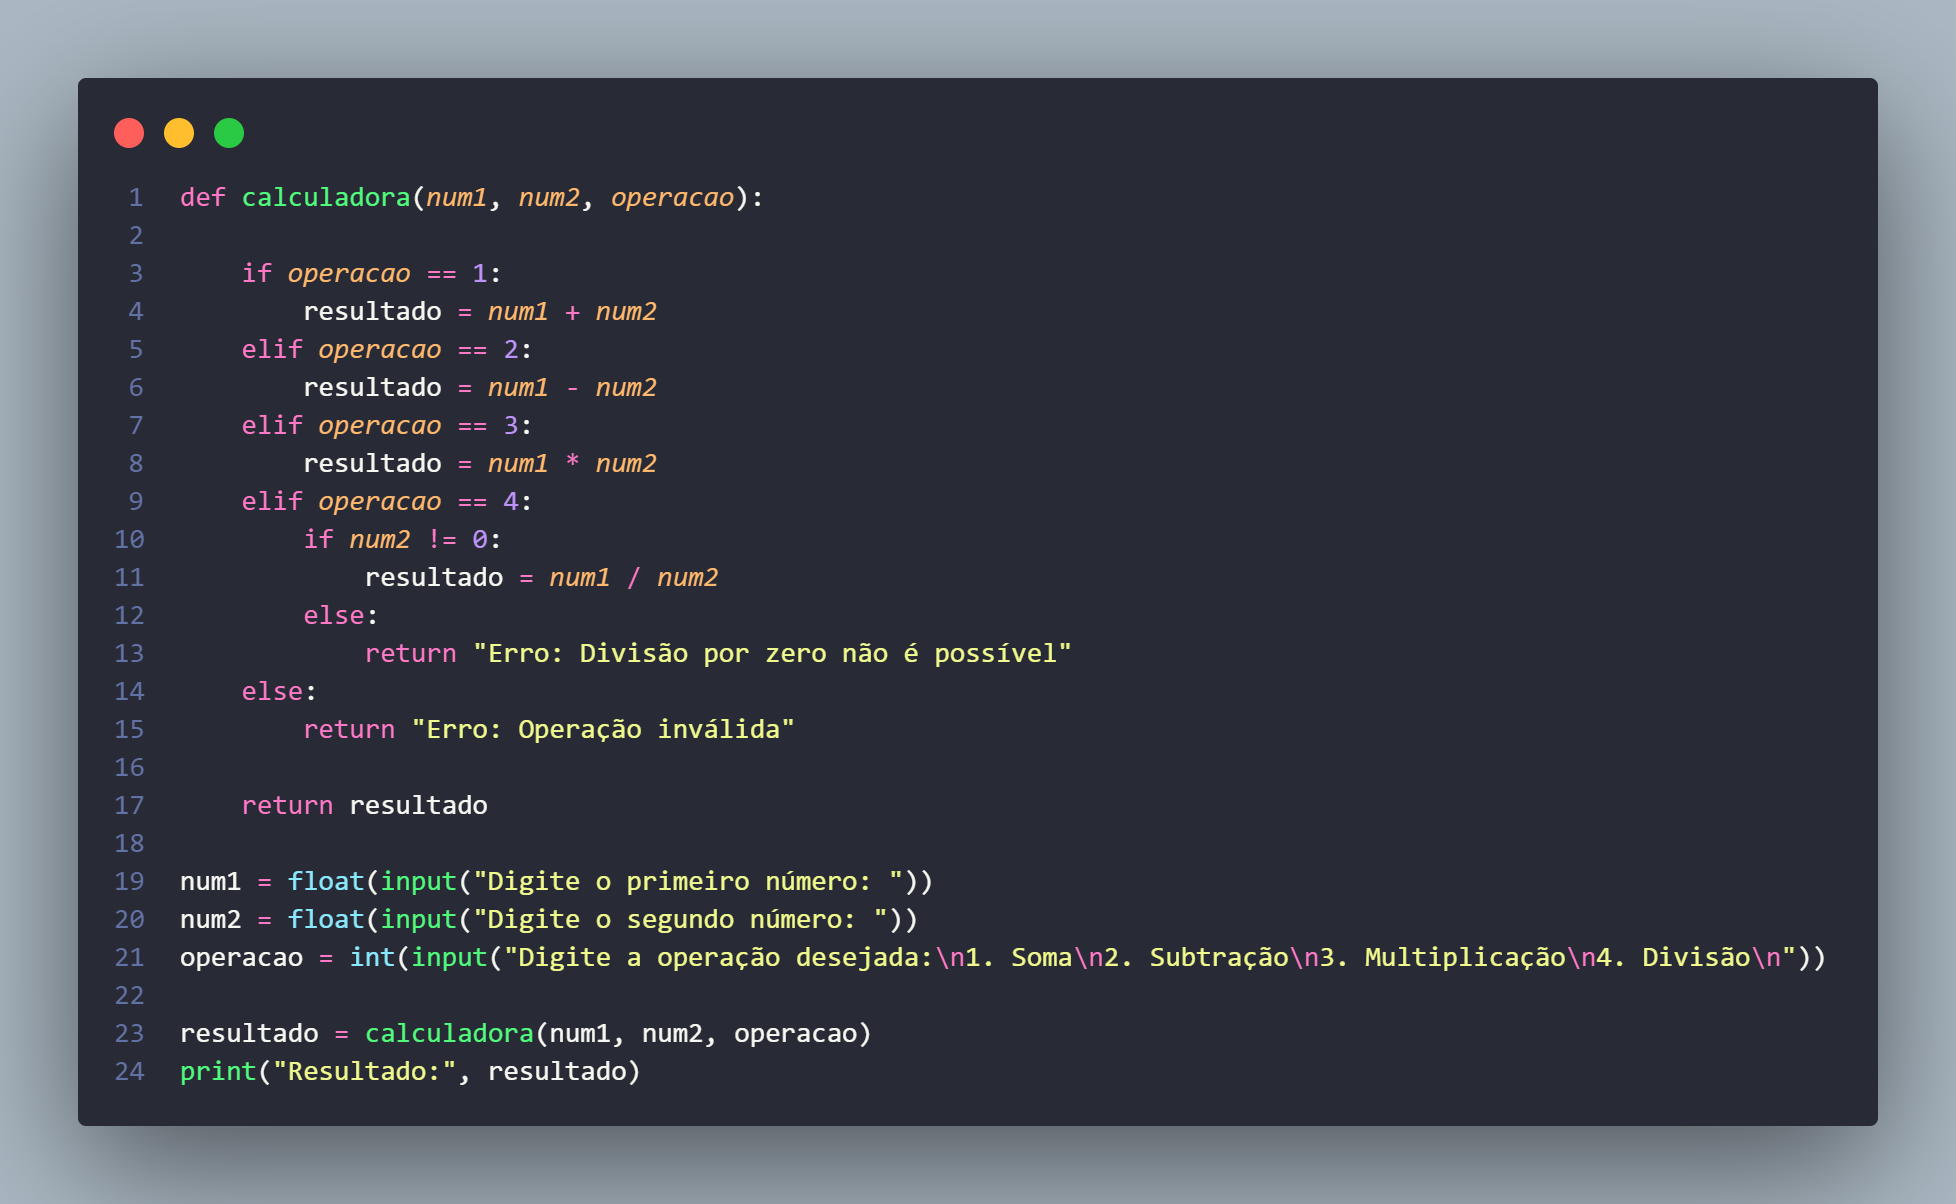 1 def calculadora(num1, num2, operacao):
2
3     if operacao == 1:
4         resultado = num1 + num2
5     elif operacao == 2:
6         resultado = num1 - num2
7     elif operacao == 3:
8         resultado = num1 * num2
9     elif operacao == 4:
10         if num2 != 0:
11             resultado = num1 / num2
12         else:
13             return "Erro: Divisão por zero não é possível"
14     else:
15         return "Erro: Operação inválida"
16
17     return resultado
18
19 num1 = float(input("Digite o primeiro número: "))
20 num2 = float(input("Digite o segundo número: "))
21 operacao = int(input("Digite a operação desejada:\n1. Soma\n2. Subtração\n3. Multiplicação\n4. Divisão\n"))
22
23 resultado = calculadora(num1, num2, operacao)
24 print("Resultado:", resultado)